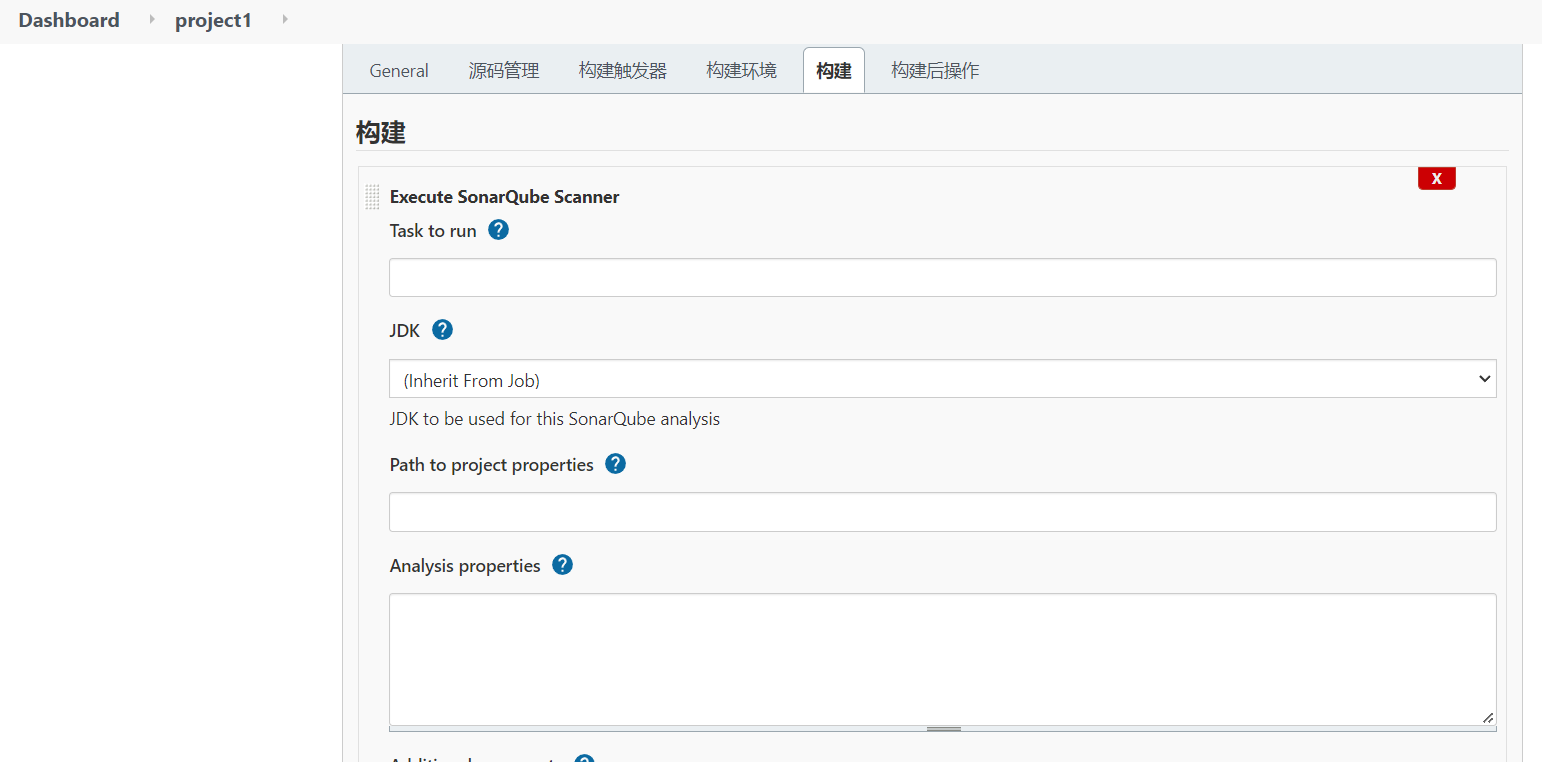 Dashboard project1
General 源码管理 构建触发器 构建环境 构建 构建后操作
构建
X
Execute SonarQube Scanner
Task to run ?
JDK ?
(Inherit From Job)
JDK to be used for this SonarQube analysis
Path to project properties ?
Analysis properties ?